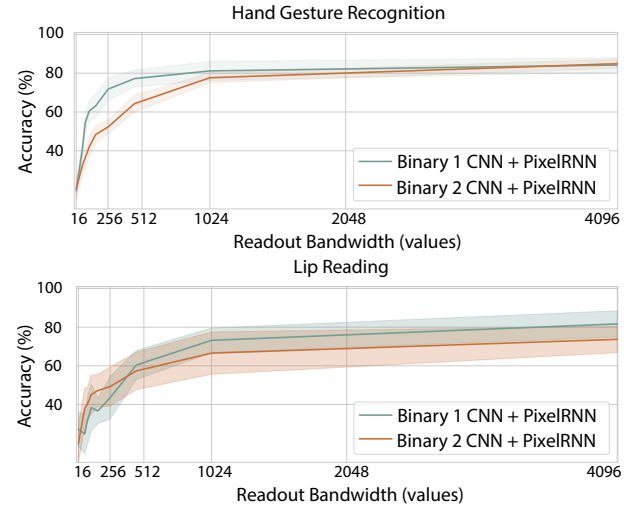 Hand Gesture Recognition
100
80
60
40
Accuracy (%)
Binary 1 CNN + PixelRNN
Binary 2 CNN + PixelRNN
16 256 512 1024 2048 4096
Readout Bandwidth (values)
Lip Reading
100
80
60
40
Accuracy (%)
Binary 1 CNN + PixelRNN
Binary 2 CNN + PixelRNN
16 256 512 1024 2048 4096
Readout Bandwidth (values)